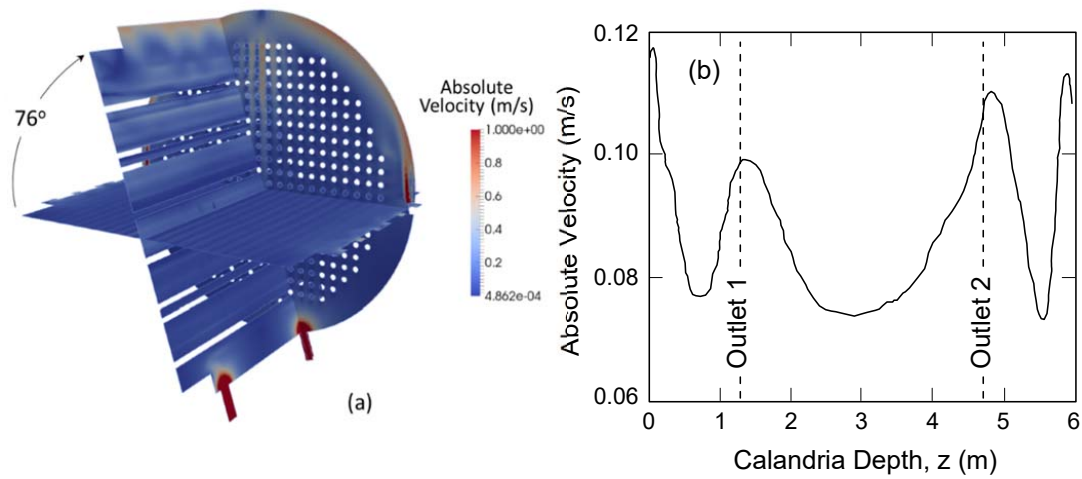 76º
Absolute
Velocity (m/s)
1.000e+00
0.8
0.6
0.4
0.2
4.862e-04
(a)
(b)
Absolute Velocity (m/s)
0.12
0.10
0.08
0.06
Outlet 1
Outlet 2
0
1
2
3
4
5
6
Calandria Depth, z (m)